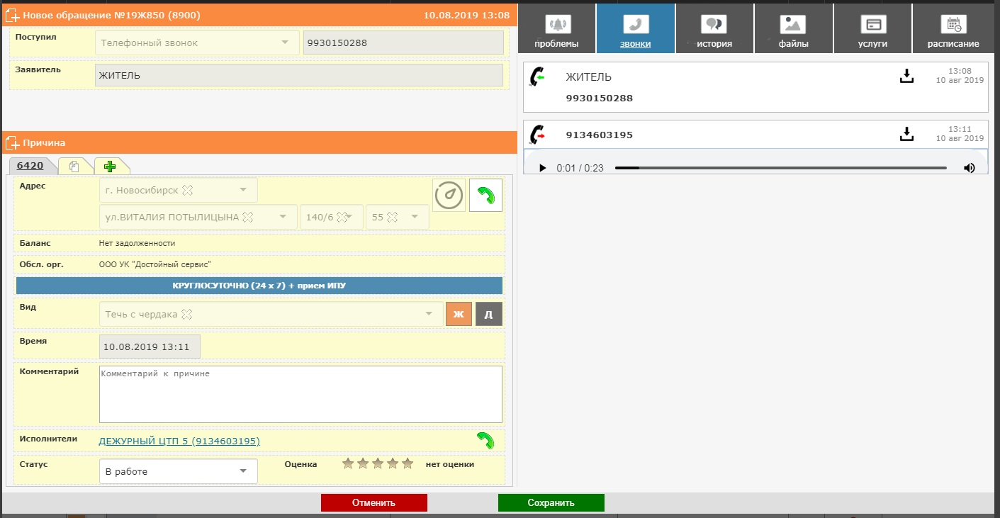 Новое обращение №19Ж850 (8900) 10.08.2019 13:08
Поступил Телефонный звонок 9930150288
Заявитель ЖИТЕЛЬ
Причина
6420
Адрес г. Новосибирск
ул.ВИТАЛИЯ ПОТЫЛИЦЫНА 140/6 55
Баланс Нет задолженности
Обсл. орг. ООО УК "Достойный сервис"
КРУГЛОСУТОЧНО (24 x 7) + прием ИПУ
Вид Течь с чердака Ж Д
Время 10.08.2019 13:11
Комментарий Комментарий к причине
Исполнители ДЕЖУРНЫЙ ЦТП 5 (9134603195)
Статус В работе Оценка нет оценки
проблемы звонки история файлы услуги расписание
ЖИТЕЛЬ 13:08
10 авг 2019
9930150288
9134603195 13:11
10 авг 2019
0:01 / 0:23
Отменить Сохранить